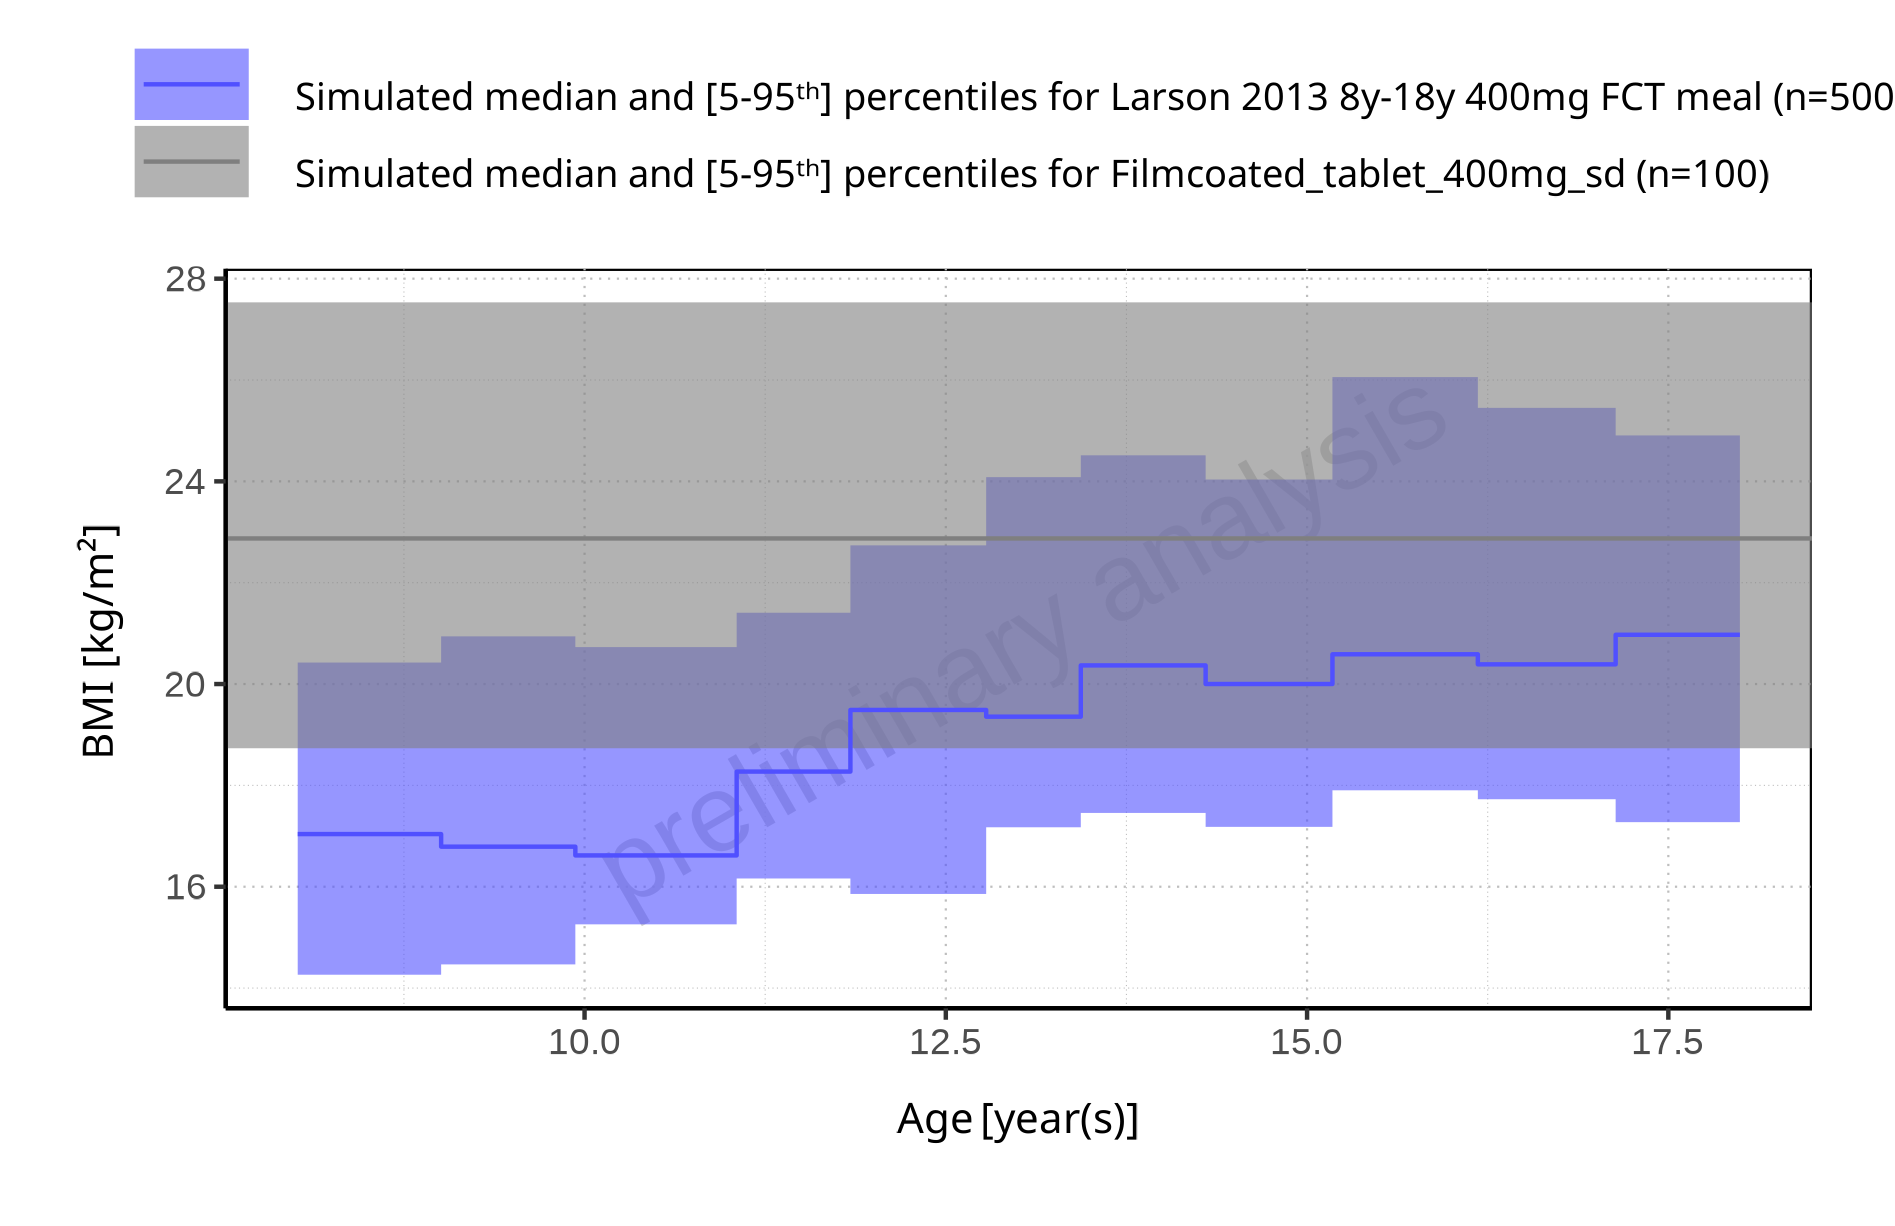 Simulated median and [5-95ᵗʰ] percentiles for Larson 2013 8y-18y 400mg FCT meal (n=500
Simulated median and [5-95ᵗʰ] percentiles for Filmcoated_tablet_400mg_sd (n=100)
28
24
20
16
BMI [kg/m²]
preliminary analysis
10.0 12.5 15.0 17.5
Age [year(s)]